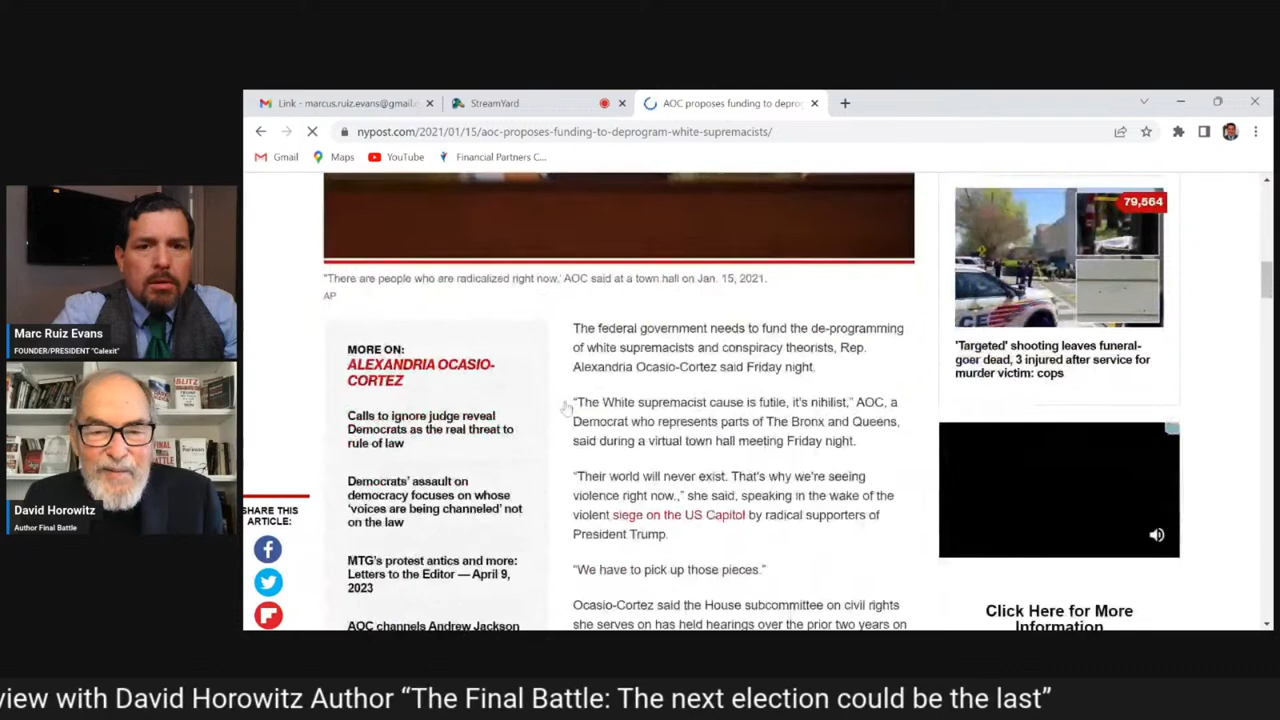 Link - marcus.ruiz.evans@gmail.c
StreamYard
AOC proposes funding to deprog
nypost.com/2021/01/15/aoc-proposes-funding-to-deprogram-white-supremacists/
Gmail
Maps
YouTube
Financial Partners C...
Marc Ruiz Evans
FOUNDER/PRESIDENT "Calexit"
David Horowitz
Author Final Battle
"There are people who are radicalized right now,' AOC said at a town hall on Jan. 15, 2021.
AP
MORE ON:
ALEXANDRIA OCASIO-
CORTEZ
Calls to ignore judge reveal
Democrats as the real threat to
rule of law
Democrats' assault on
democracy focuses on whose
'voices are being channeled' not
on the law
MTG's protest antics and more:
Letters to the Editor — April 9,
2023
AOC channels Andrew Jackson
SHARE THIS
ARTICLE:
The federal government needs to fund the de-programming
of white supremacists and conspiracy theorists, Rep.
Alexandria Ocasio-Cortez said Friday night.
“The White supremacist cause is futile, it's nihilist,” AOC, a
Democrat who represents parts of The Bronx and Queens,
said during a virtual town hall meeting Friday night.
“Their world will never exist. That's why we're seeing
violence right now.,” she said, speaking in the wake of the
violent siege on the US Capitol by radical supporters of
President Trump.
“We have to pick up those pieces.”
Ocasio-Cortez said the House subcommittee on civil rights
she serves on has held hearings over the prior two years on
79,564
'Targeted' shooting leaves funeral-
goer dead, 3 injured after service for
murder victim: cops
Click Here for More
Information
view with David Horowitz Author “The Final Battle: The next election could be the last”